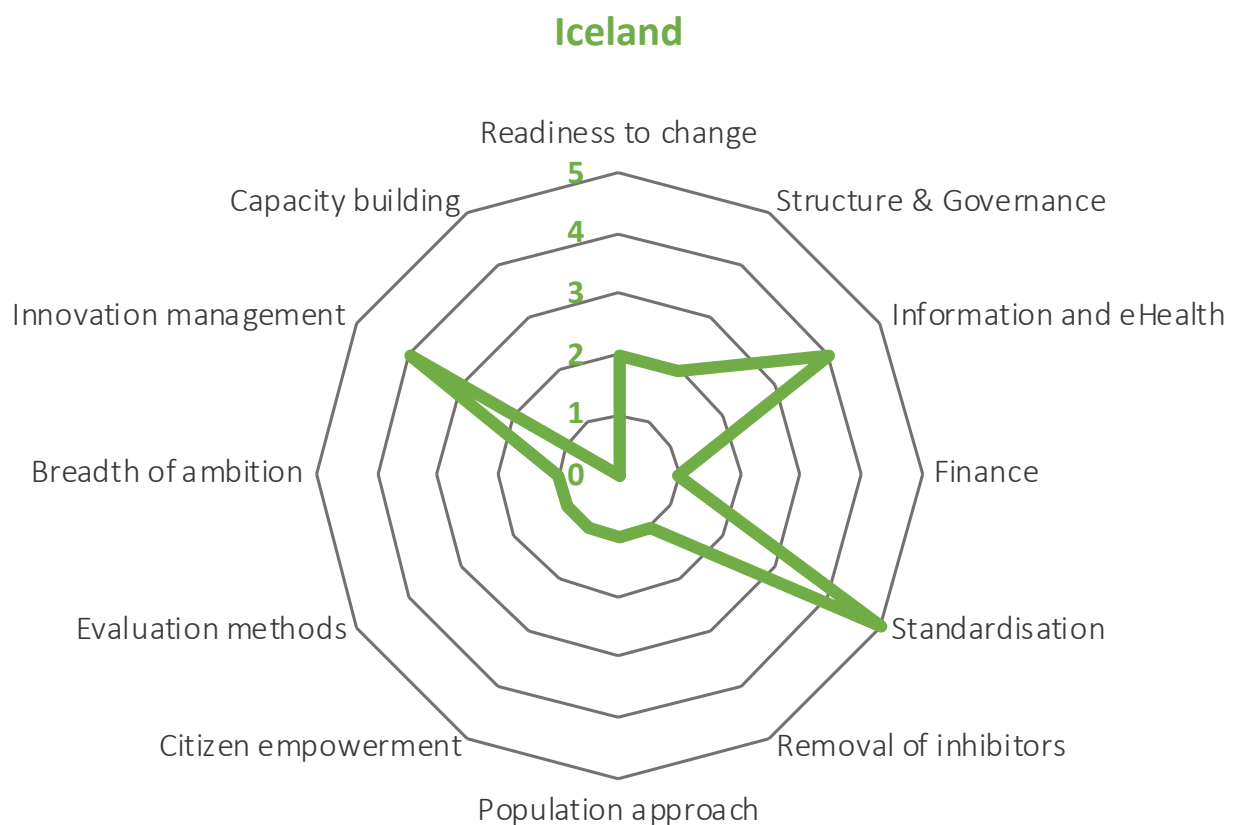 Iceland
Readiness to change
5
Capacity building
Structure & Governance
4
3
Innovation management
Information and eHealth
2
1
Breadth of ambition
0
Finance
Evaluation methods
Standardisation
Citizen empowerment
Removal of inhibitors
Population approach